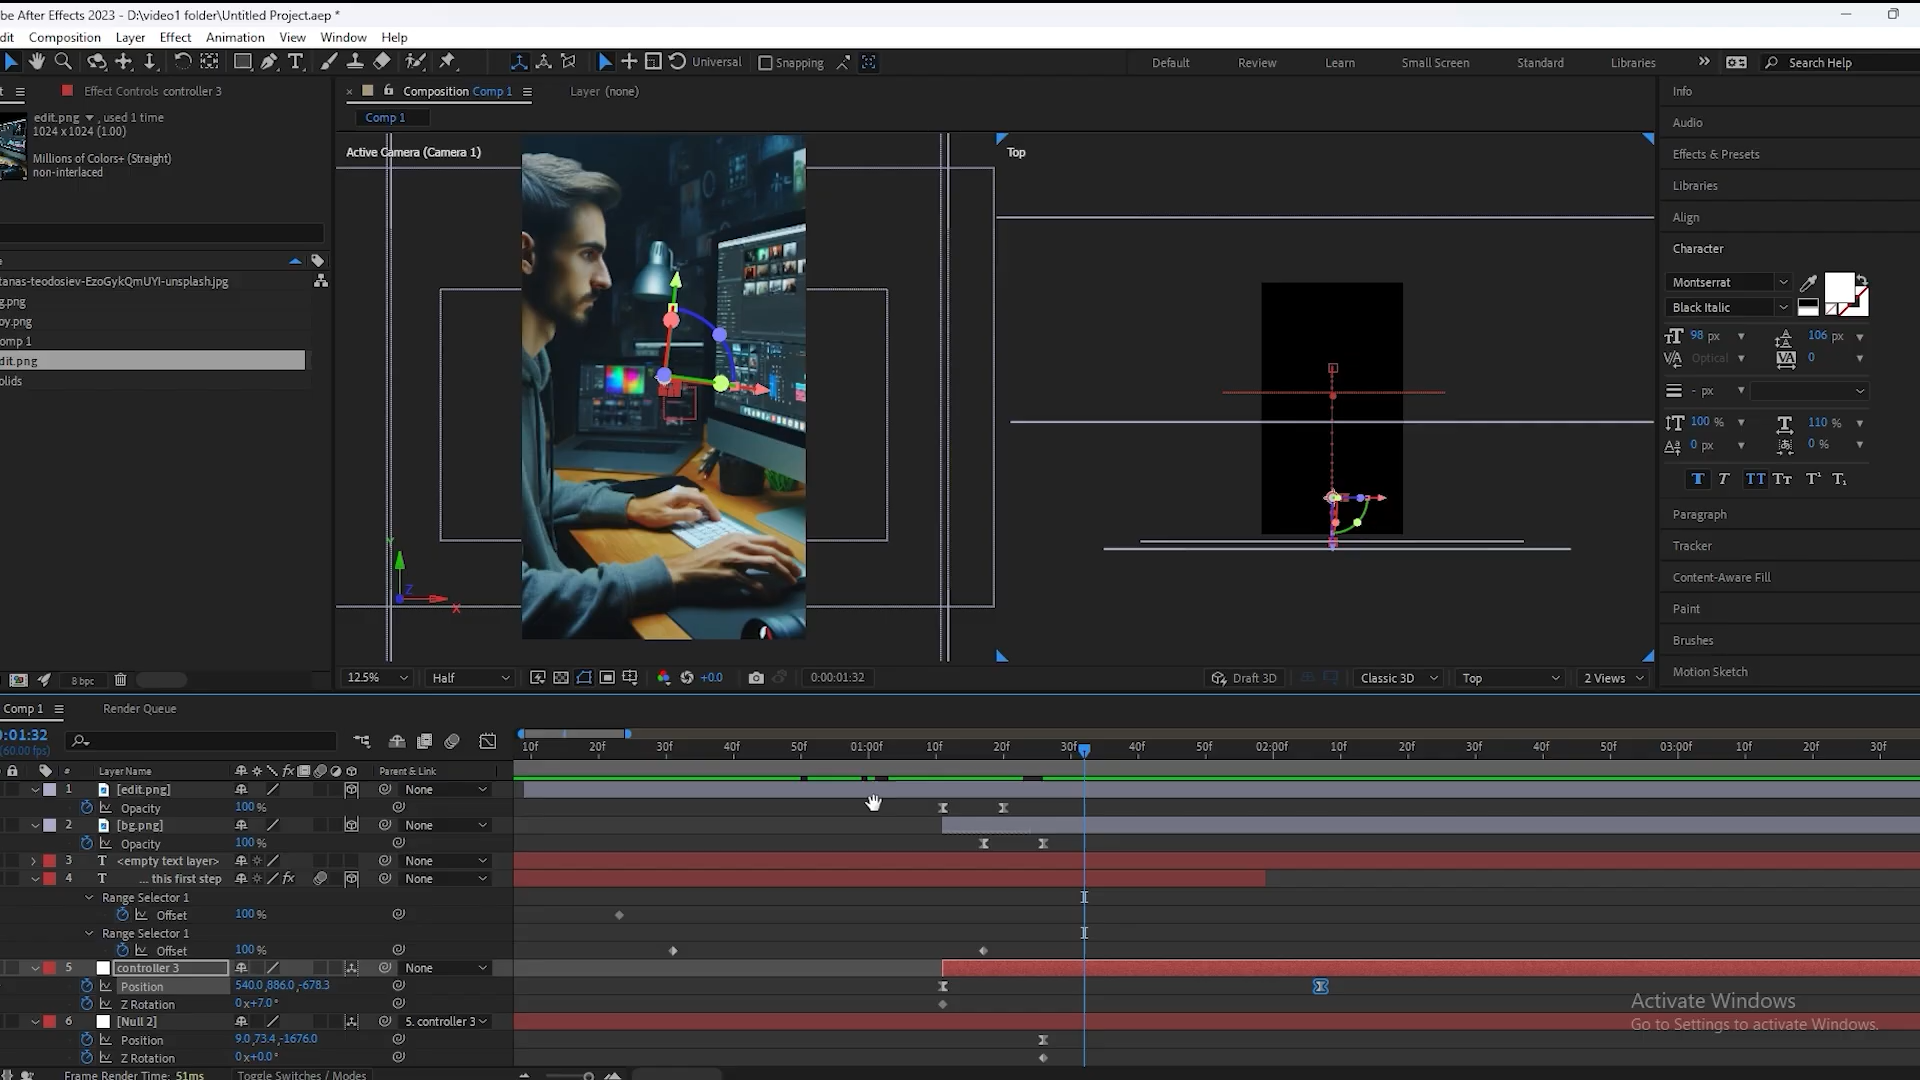 be After Effects 2023 - D:\video1 folder\Untitled Project.aep *
dit Composition Layer Effect Animation View Window Help
Universal Snapping Default Review Learn Small Screen Standard Libraries Search Help
Effect Controls controller 3
Composition Comp 1
Layer (none)
Info
edit.png , used 1 time
1024 x 1024 (1.00)
Comp 1
Audio
Millions of Colors+ (Straight)
non-interlaced
Active Camera (Camera 1)
Top
Effects & Presets
Libraries
Align
Character
tanas-teodosiev-EzoGykQmUYI-unsplash.jpg
g.png
oy.png
omp 1
dit.png
olids
Montserrat
Black Italic
98 px
106 px
Optical
0
- px
100 %
110 %
0 px
0 %
Paragraph
Tracker
Content-Aware Fill
Paint
Brushes
Motion Sketch
Y
Z
X
8 bpc
12.5% Half +0.0 0:00:01:32 Draft 3D Classic 3D Top 2 Views
Comp 1
Render Queue
0:01:32
(60.00 fps)
10f 20f 30f 40f 50f 01:00f 10f 20f 30f 40f 50f 02:00f 10f 20f 30f 40f 50f 03:00f 10f 20f 30f
# Layer Name Parent & Link
1 [edit.png] None
Opacity 100 %
2 [bg.png] None
Opacity 100 %
3 T <empty text layer> None
4 T ... this first step None
Range Selector 1
Offset 100 %
Range Selector 1
Offset 100 %
5 controller 3 None
Position 540.0,886.0,-678.3
Z Rotation 0x+7.0°
6 [Null 2] 5. controller 3
Position 9.0,73.4,-1676.0
Z Rotation 0x+0.0°
Frame Render Time: 51ms
Toggle Switches / Modes
Activate Windows
Go to Settings to activate Windows.